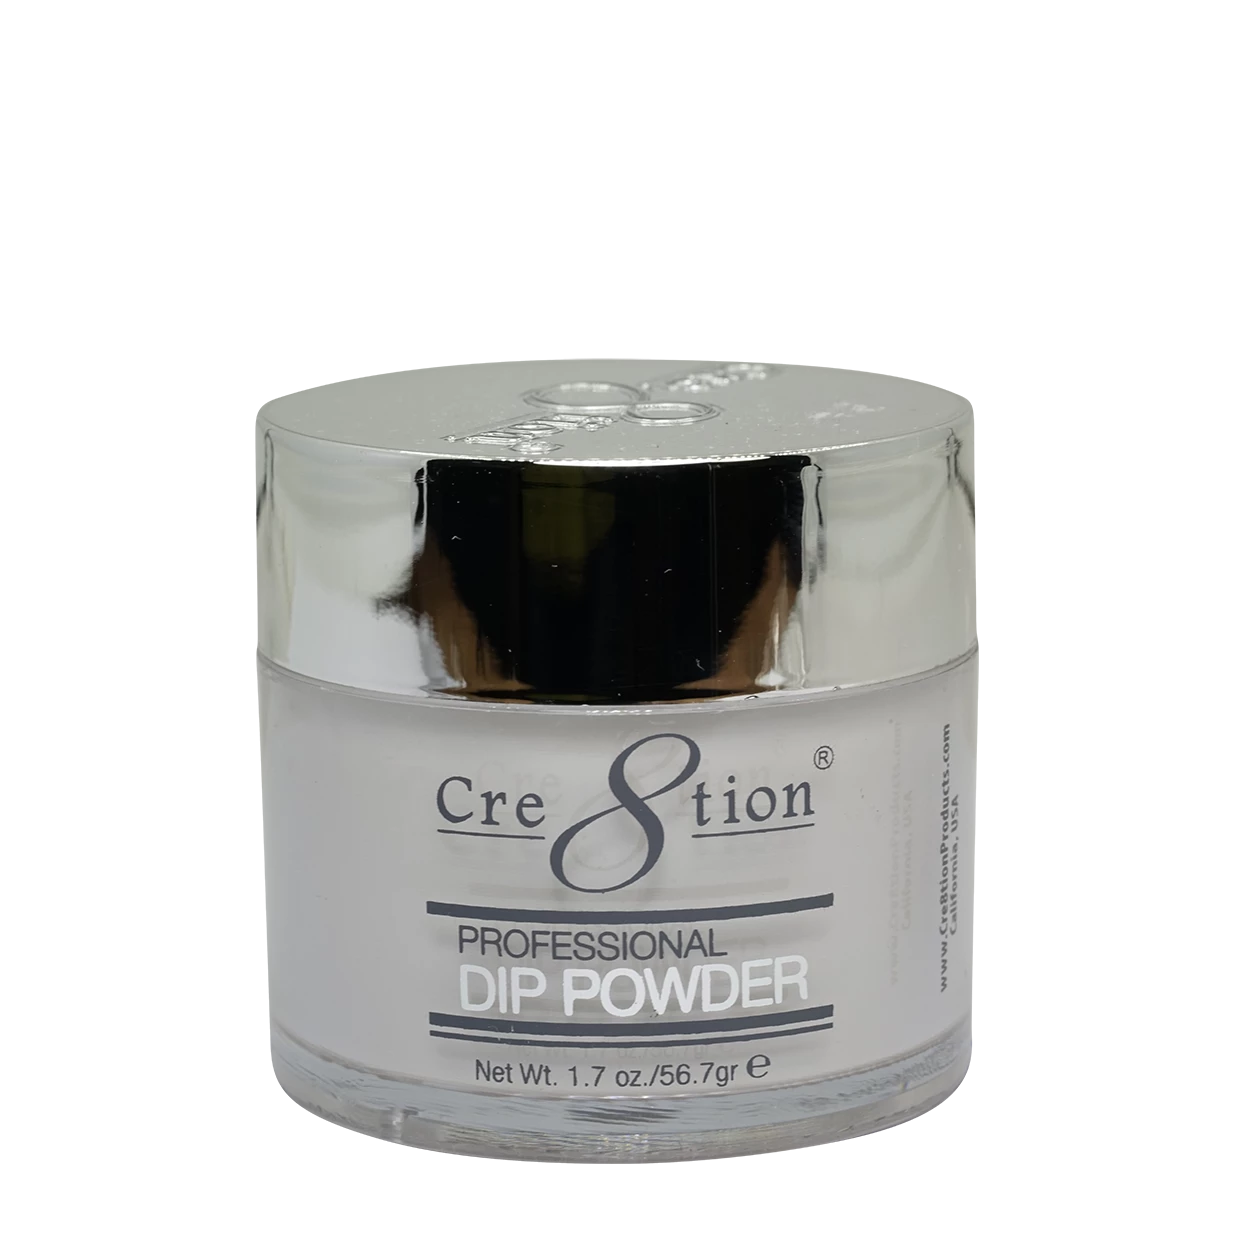 Cre8tion®
PROFESSIONAL
DIP POWDER
Net Wt. 1.7 oz./56.7gr ℮
www.Cre8tionProducts.com
California, USA